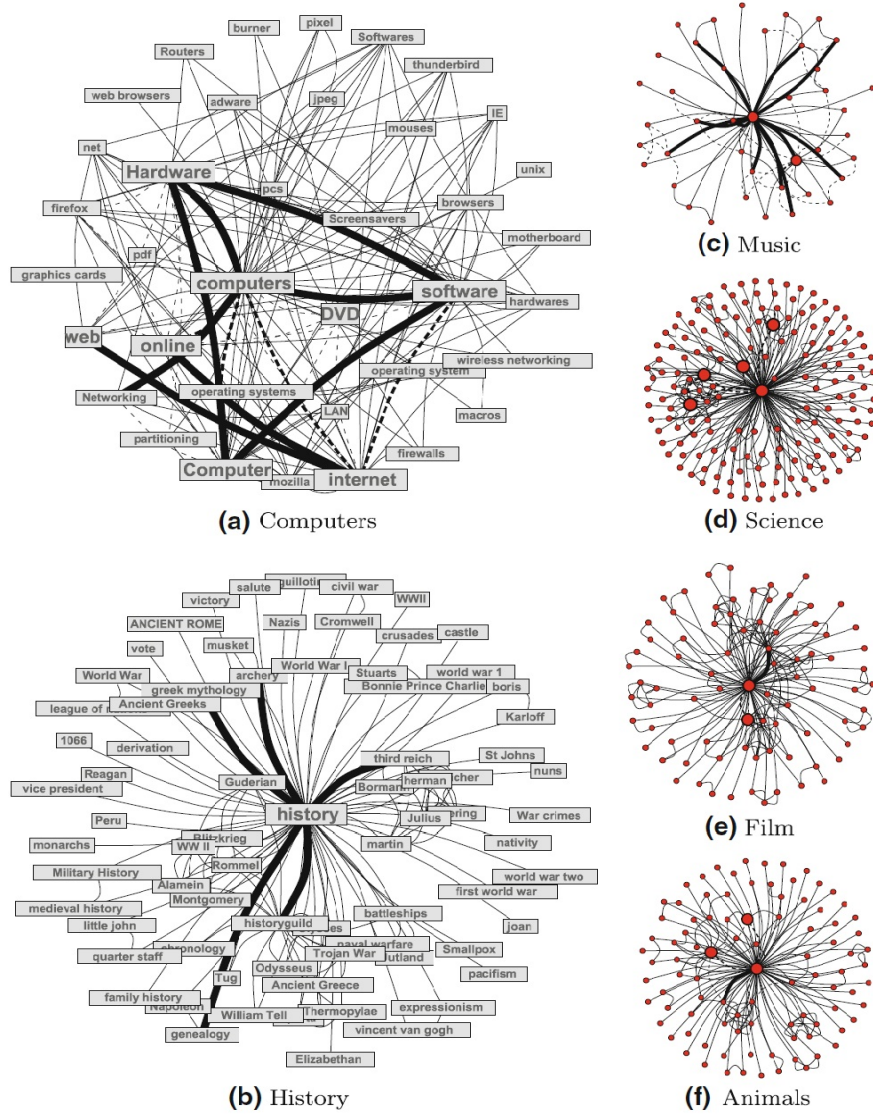 burner
pixel
Softwares
Routers
thunderbird
web browsers
adware
jpeg
IE
mouses
net
Hardware
pcs
unix
firefox
Screensavers
browsers
pdf
motherboard
graphics cards
computers
software
hardwares
DVD
web
online
wireless networking
operating system
Networking
operating systems
LAN
macros
partitioning
firewalls
Computer
mozilla
internet
(a) Computers
(c) Music
(d) Science
salute
civil war
victory
WWII
ANCIENT ROME
Nazis
Cromwell
musket
crusades
castle
vote
World War I
World War
archery
Stuarts
world war 1
greek mythology
Bonnie Prince Charlie
boris
Ancient Greeks
Karloff
1066
derivation
third reich
St Johns
Reagan
Guderian
herman
nuns
vice president
Bormann
history
Peru
Julius
War crimes
monarchs
WW II
martin
nativity
Military History
Rommel
world war two
Alamein
first world war
medieval history
Montgomery
battleships
little john
historyguild
joan
chronology
naval warfare
Smallpox
quarter staff
Trojan War
Odysseus
pacifism
Tug
Ancient Greece
family history
Napoleon
William Tell
Thermopylae
expressionism
genealogy
vincent van gogh
Elizabethan
(b) History
(e) Film
(f) Animals